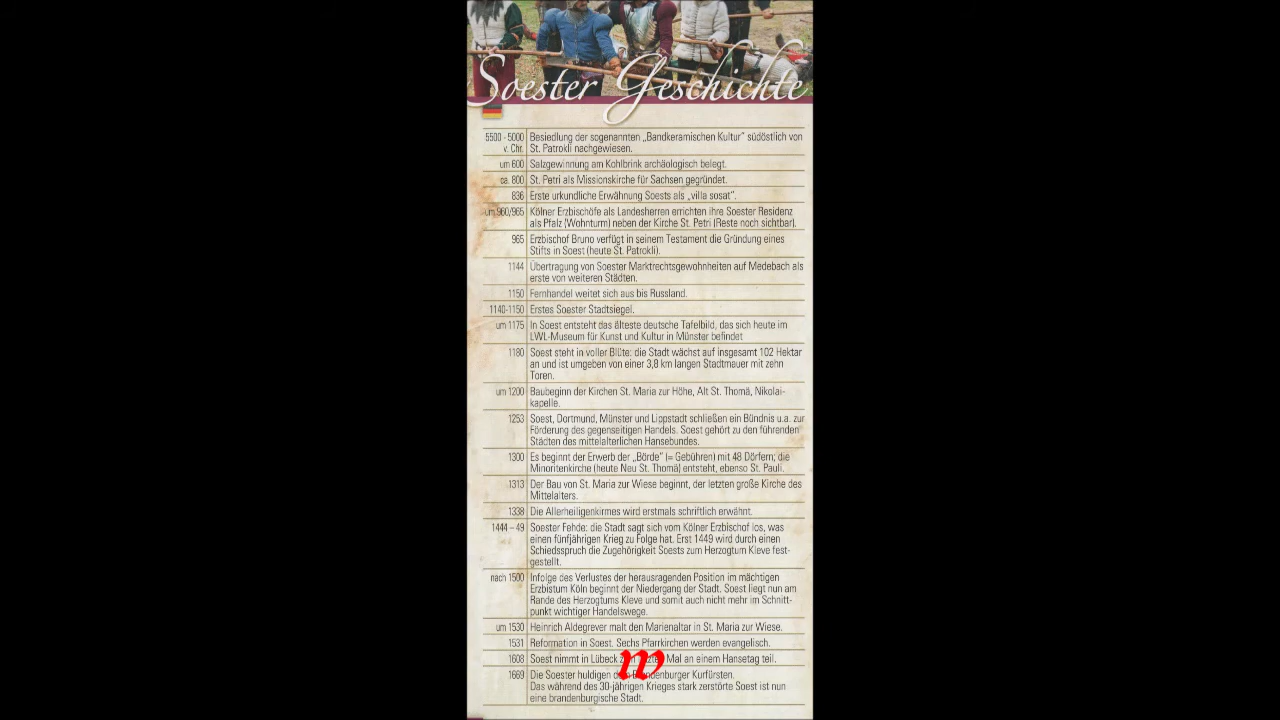 Soester Geschichte
5500 - 5000 Besiedlung der sogenannten „Bandkeramischen Kultur“ südöstlich von
v. Chr. St. Patrokli nachgewiesen.
um 600 Salzgewinnung am Kohlbrink archäologisch belegt.
ca. 800 St. Petri als Missionskirche für Sachsen gegründet.
836 Erste urkundliche Erwähnung Soests als „villa sosat“.
um 960/965 Kölner Erzbischöfe als Landesherren errichten ihre Soester Residenz
als Pfalz (Wohnturm) neben der Kirche St. Petri (Reste noch sichtbar).
965 Erzbischof Bruno verfügt in seinem Testament die Gründung eines
Stifts in Soest (heute St. Patrokli).
1144 Übertragung von Soester Marktrechtsgewohnheiten auf Medebach als
erste von weiteren Städten.
1150 Fernhandel weitet sich aus bis Russland.
1140-1150 Erstes Soester Stadtsiegel.
um 1175 In Soest entsteht das älteste deutsche Tafelbild, das sich heute im
LWL-Museum für Kunst und Kultur in Münster befindet
1180 Soest steht in voller Blüte: die Stadt wächst auf insgesamt 102 Hektar
an und ist umgeben von einer 3,8 km langen Stadtmauer mit zehn
Toren.
um 1200 Baubeginn der Kirchen St. Maria zur Höhe, Alt St. Thomä, Nikolai-
kapelle.
1253 Soest, Dortmund, Münster und Lippstadt schließen ein Bündnis u.a. zur
Förderung des gegenseitigen Handels. Soest gehört zu den führenden
Städten des mittelalterlichen Hansebundes.
1300 Es beginnt der Erwerb der „Börde“ (= Gebühren) mit 48 Dörfern; die
Minoritenkirche (heute Neu St. Thomä) entsteht, ebenso St. Pauli.
1313 Der Bau von St. Maria zur Wiese beginnt, der letzten große Kirche des
Mittelalters.
1338 Die Allerheiligenkirmes wird erstmals schriftlich erwähnt.
1444 – 49 Soester Fehde: die Stadt sagt sich vom Kölner Erzbischof los, was
einen fünfjährigen Krieg zu Folge hat. Erst 1449 wird durch einen
Schiedsspruch die Zugehörigkeit Soests zum Herzogtum Kleve fest-
gestellt.
nach 1500 Infolge des Verlustes der herausragenden Position im mächtigen
Erzbistum Köln beginnt der Niedergang der Stadt. Soest liegt nun am
Rande des Herzogtums Kleve und somit auch nicht mehr im Schnitt-
punkt wichtiger Handelswege.
um 1530 Heinrich Aldegrever malt den Marienaltar in St. Maria zur Wiese.
1531 Reformation in Soest. Sechs Pfarrkirchen werden evangelisch.
1608 Soest nimmt in Lübeck Mal an einem Hansetag teil.
1669 Die Soester huldigen Kurfürsten.
Das während des 30-jährigen Krieges stark zerstörte Soest ist nun
eine brandenburgische Stadt.
w